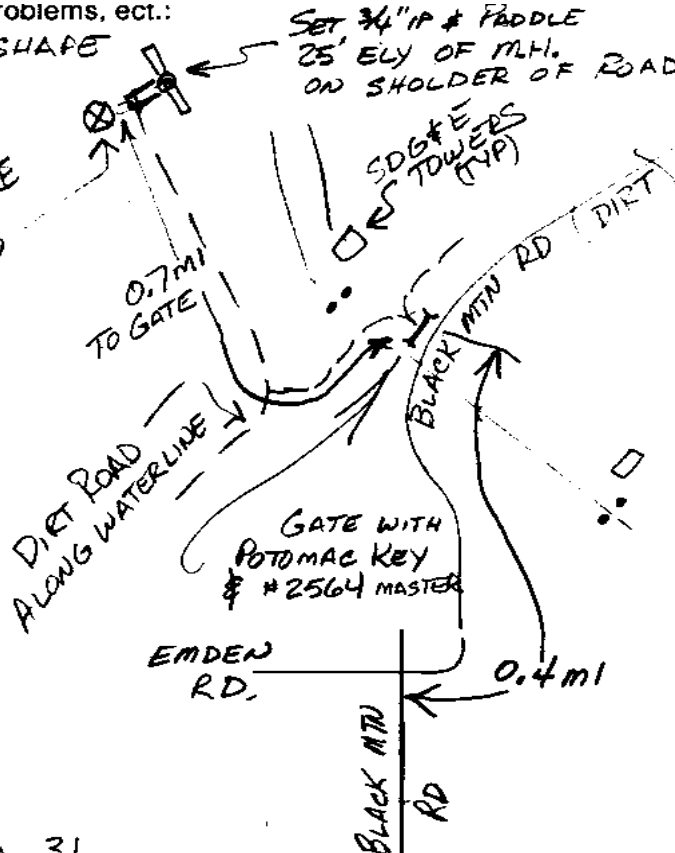 roblems, ect.:
SHAPE
SET 3/4" IP & PADDLE
25' ELY OF M.H.
ON SHOLDER OF ROAD
E
SDG&E
TOWERS
(TYP)
0.7 MI
TO GATE
BLACK MTN RD (DIRT)
DIRT ROAD
ALONG WATERLINE
GATE WITH
POTOMAC KEY
& #2564 MASTER
EMDEN
RD.
0.4 MI
BLACK MTN
RD
31